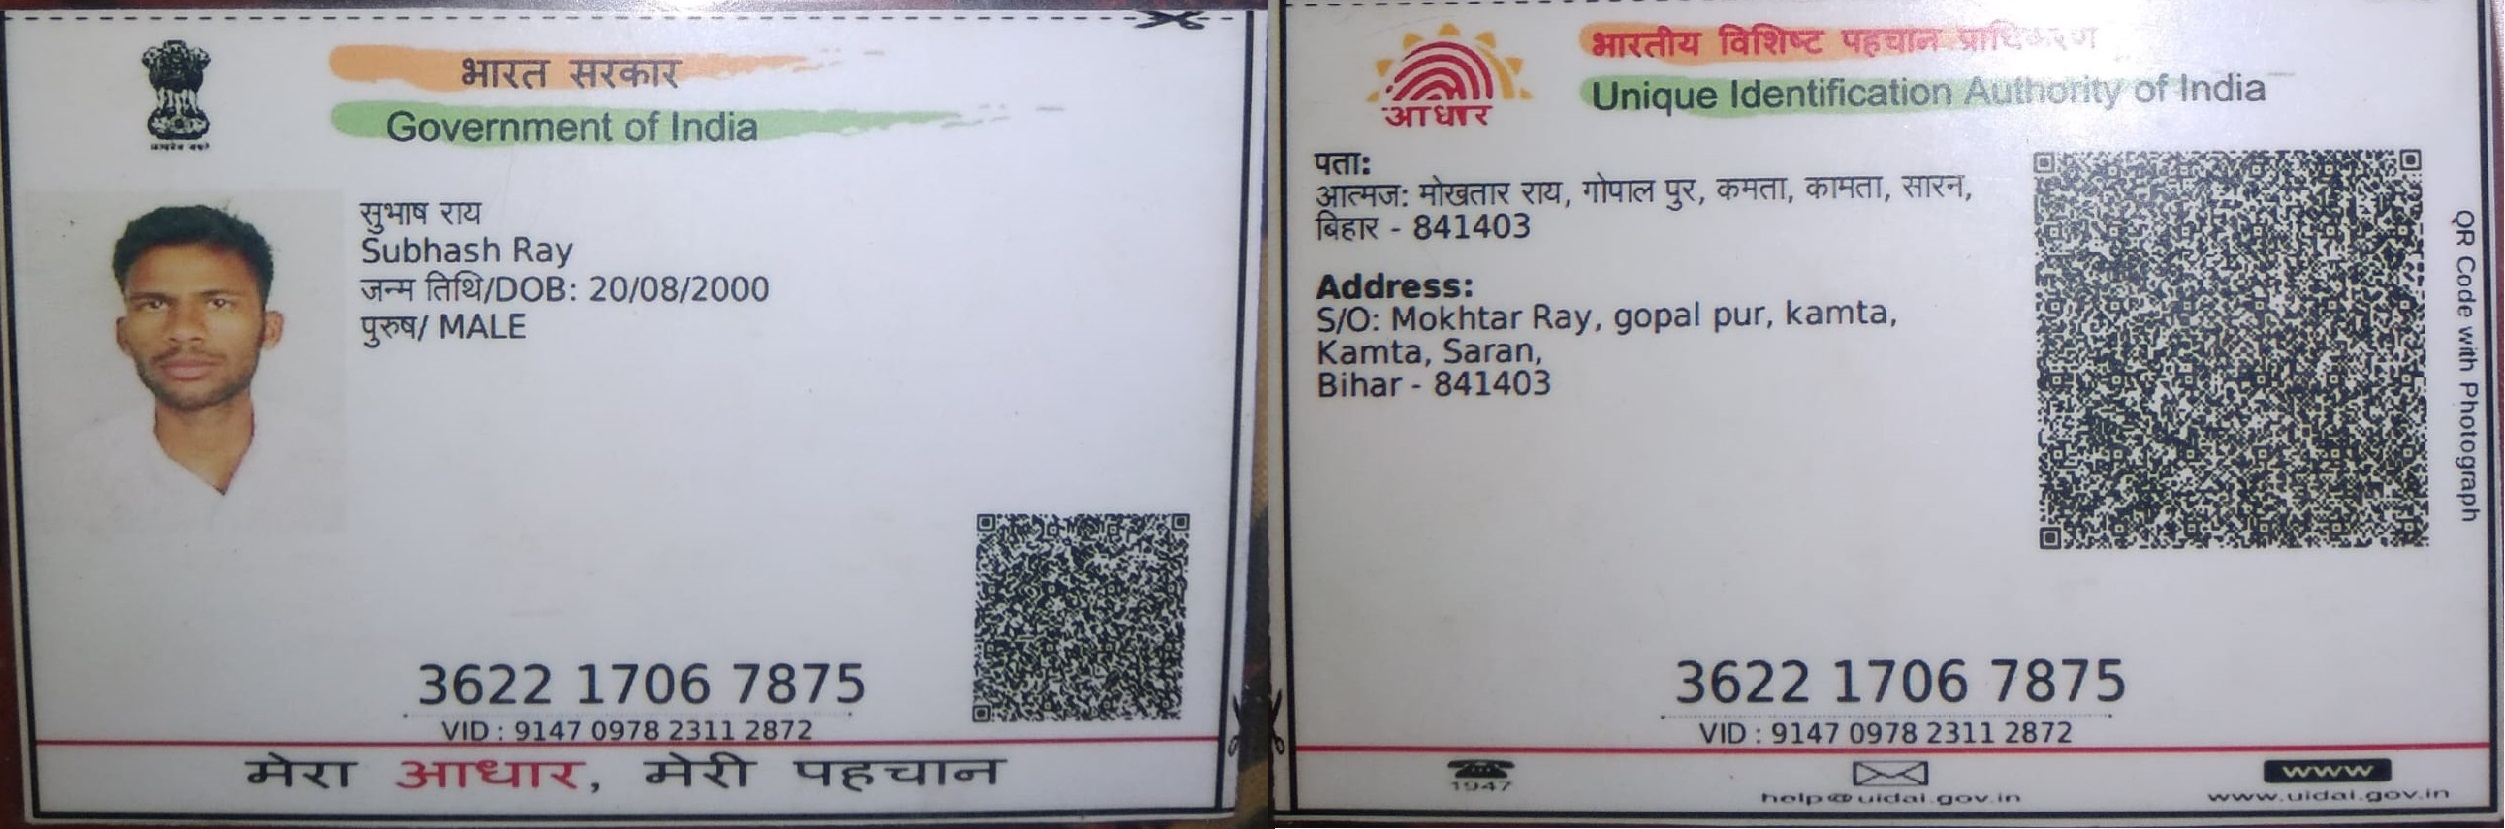 भारत सरकार
Government of India
सुभाष राय
Subhash Ray
जन्म तिथि/DOB: 20/08/2000
पुरुष/ MALE
3622 1706 7875
VID : 9147 0978 2311 2872
मेरा आधार, मेरी पहचान
भारतीय विशिष्ट पहचान प्राधिकरण
Unique Identification Authority of India
आधार
पता:
आत्मज: मोखतार राय, गोपाल पुर, कमता, कामता, सारन,
बिहार - 841403
Address:
S/O: Mokhtar Ray, gopal pur, kamta,
Kamta, Saran,
Bihar - 841403
QR Code with Photograph
3622 1706 7875
VID : 9147 0978 2311 2872
1947
help@uidai.gov.in
www
www.uidai.gov.in